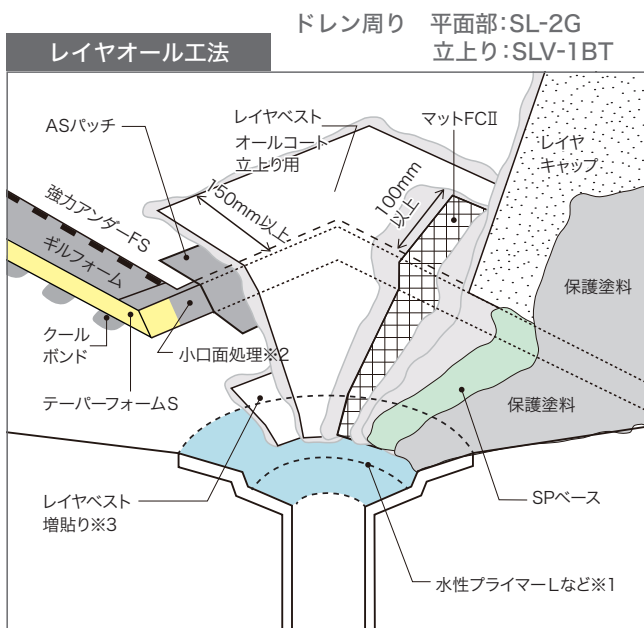 ドレン周り 平面部:SL-2G
立上り:SLV-1BT
レイヤオール工法
ASパッチ
レイヤベスト
オールコート
立上り用
マットFCⅡ
レイヤ
キャップ
150mm以上
100mm
以上
強力アンダーFS
ギルフォーム
保護塗料
クール
ボンド
小口面処理※2
テーパーフォームS
保護塗料
レイヤベスト
増貼り※3
SPベース
水性プライマーLなど※1